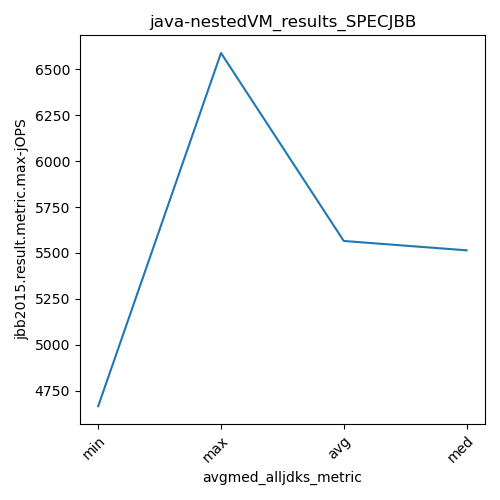 java-nestedVM_results_SPECJBB
jbb2015.result.metric.max-jOPS
6500
6250
6000
5750
5500
5250
5000
4750
min
max
avg
med
avgmed_alljdks_metric